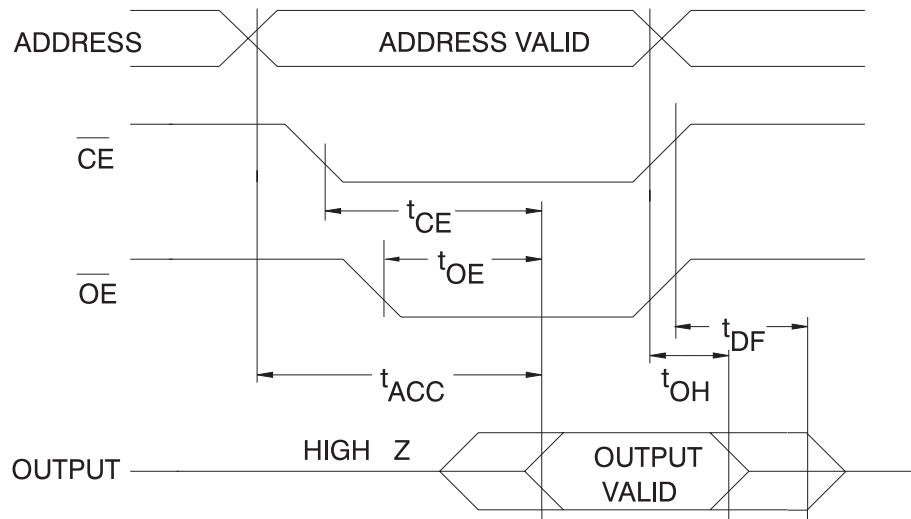 ADDRESS
ADDRESS VALID
CE
tCE
tOE
OE
tDF
tACC
tOH
HIGH Z
OUTPUT
OUTPUT
VALID